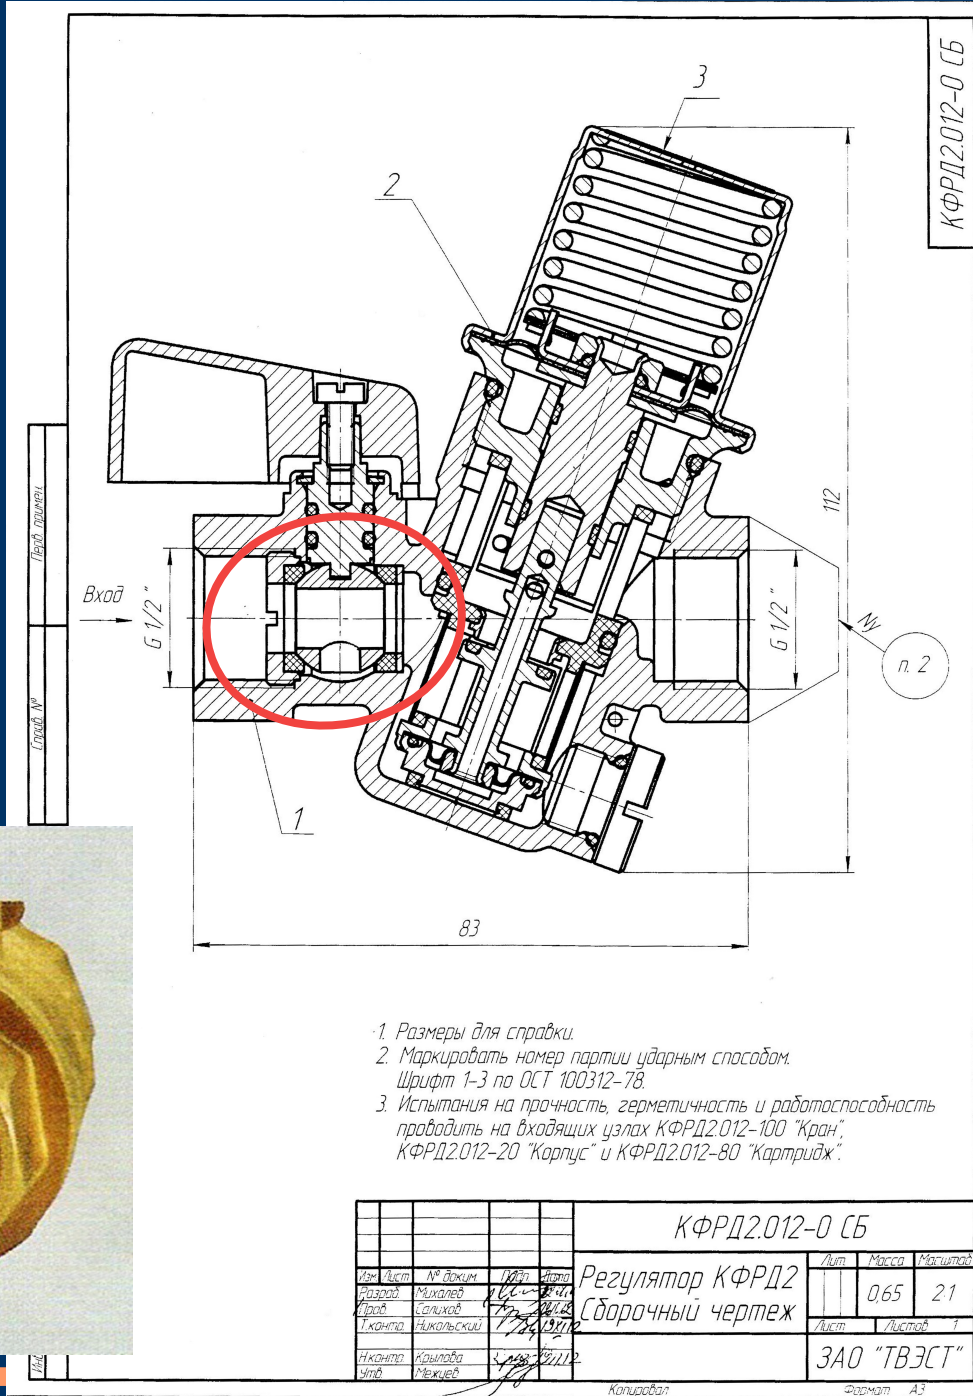 КФРД2.012-0 СБ
3
2
112
Перв. примен.
Вход
G 1/2 "
G 1/2 "
Nу
п. 2
Справ. №
1
83
1. Размеры для справки.
2. Маркировать номер партии ударным способом.
Шрифт 1-3 по ОСТ 100312-78.
3. Испытания на прочность, герметичность и работоспособность
проводить на входящих узлах КФРД2.012-100 "Кран",
КФРД2.012-20 "Корпус" и КФРД2.012-80 "Картридж".
КФРД2.012-0 СБ
Изм. Лист № докум. Подп. Дата
Разраб. Михалев
Пров. Салихов
Т.контр. Никольский
Н.контр. Крылова
Утв. Межуев
Регулятор КФРД2
Сборочный чертеж
Лит. Масса Масштаб
0,65 2:1
Лист Листов 1
ЗАО "ТВЭСТ"
Копировал Формат А3